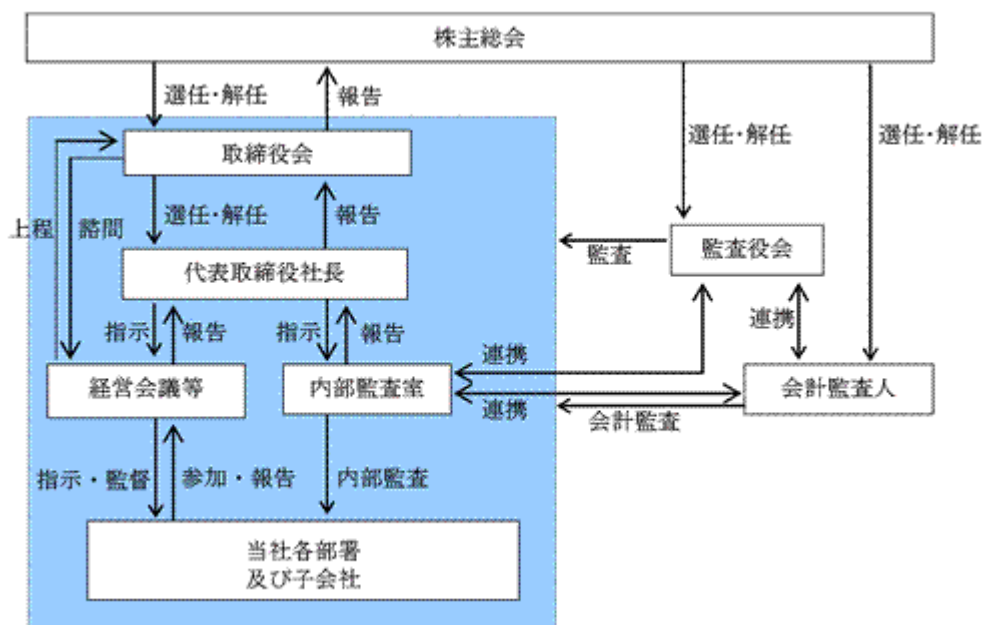 株主総会
選任・解任
報告
選任・解任
選任・解任
取締役会
上程
諮問
選任・解任
報告
監査
監査役会
代表取締役社長
指示
報告
指示
報告
連携
連携
経営会議等
内部監査室
連携
会計監査
会計監査人
指示・監督
参加・報告
内部監査
当社各部署
及び子会社